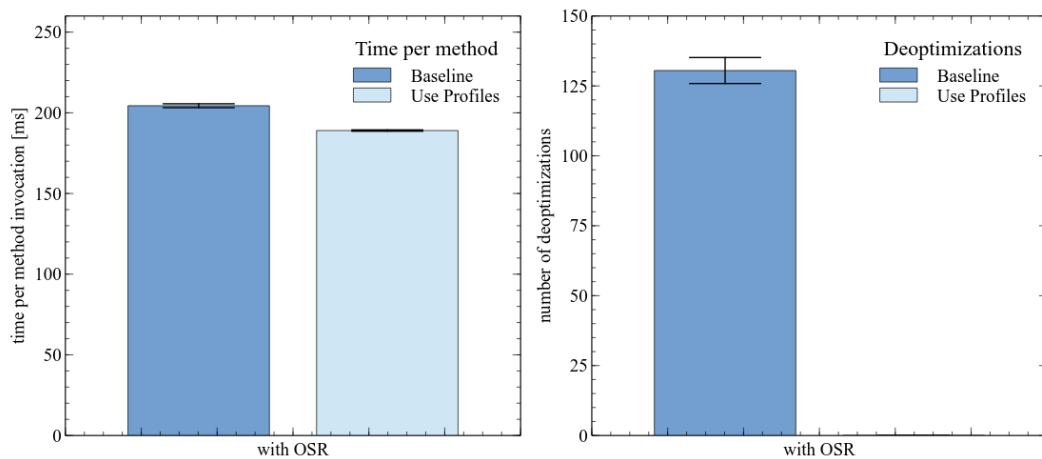 250
200
150
100
50
0
time per method invocation [ms]
Time per method
Baseline
Use Profiles
with OSR
150
125
100
75
50
25
0
number of deoptimizations
Deoptimizations
Baseline
Use Profiles
with OSR